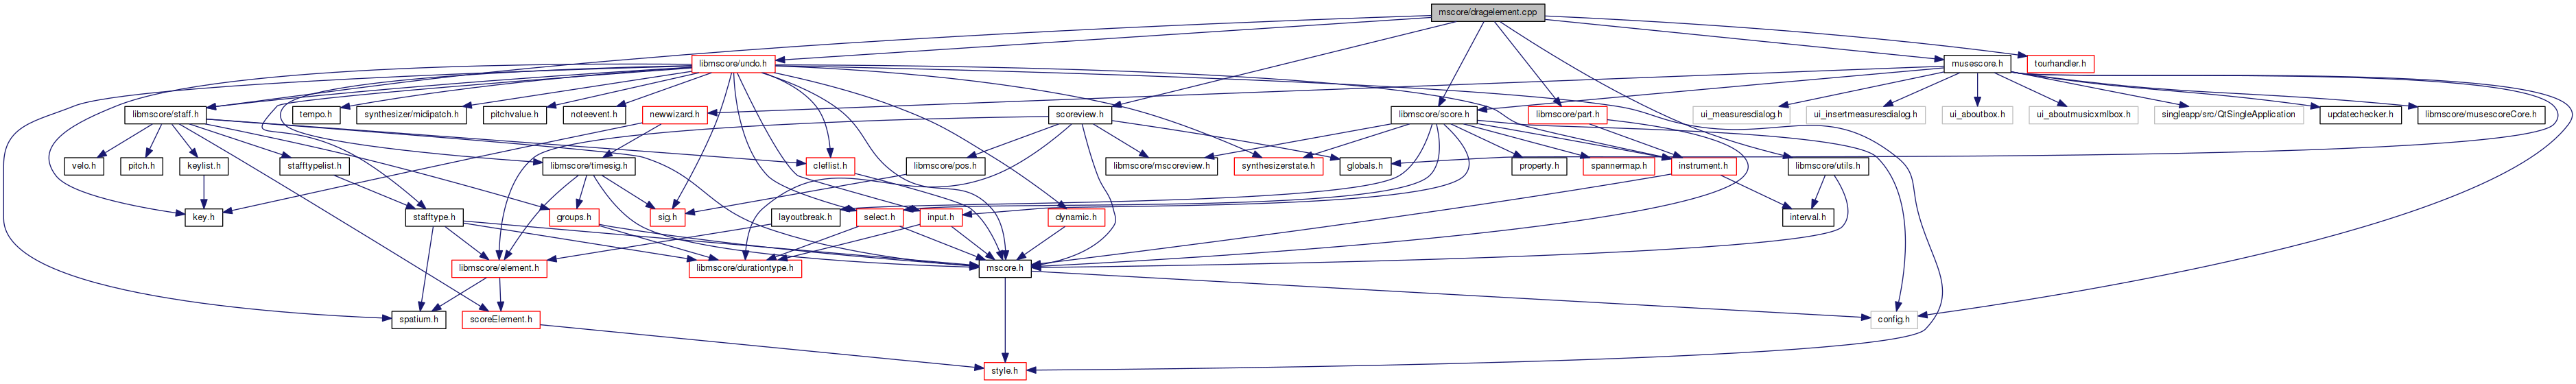 mscore/dragelement.cpp
libmscore/undo.h
musescore.h
tourhandler.h
libmscore/staff.h
tempo.h
synthesizer/midipatch.h
pitchvalue.h
noteevent.h
newwizard.h
scoreview.h
libmscore/score.h
libmscore/part.h
ui_measuresdialog.h
ui_insertmeasuresdialog.h
ui_aboutbox.h
ui_aboutmusicxmlbox.h
singleapp/src/QtSingleApplication
updatechecker.h
libmscore/musescoreCore.h
velo.h
pitch.h
keylist.h
stafftypelist.h
libmscore/timesig.h
cleflist.h
libmscore/pos.h
libmscore/mscoreview.h
synthesizerstate.h
globals.h
property.h
spannermap.h
instrument.h
libmscore/utils.h
key.h
stafftype.h
groups.h
sig.h
layoutbreak.h
select.h
input.h
dynamic.h
interval.h
libmscore/element.h
libmscore/durationtype.h
mscore.h
spatium.h
scoreElement.h
config.h
style.h